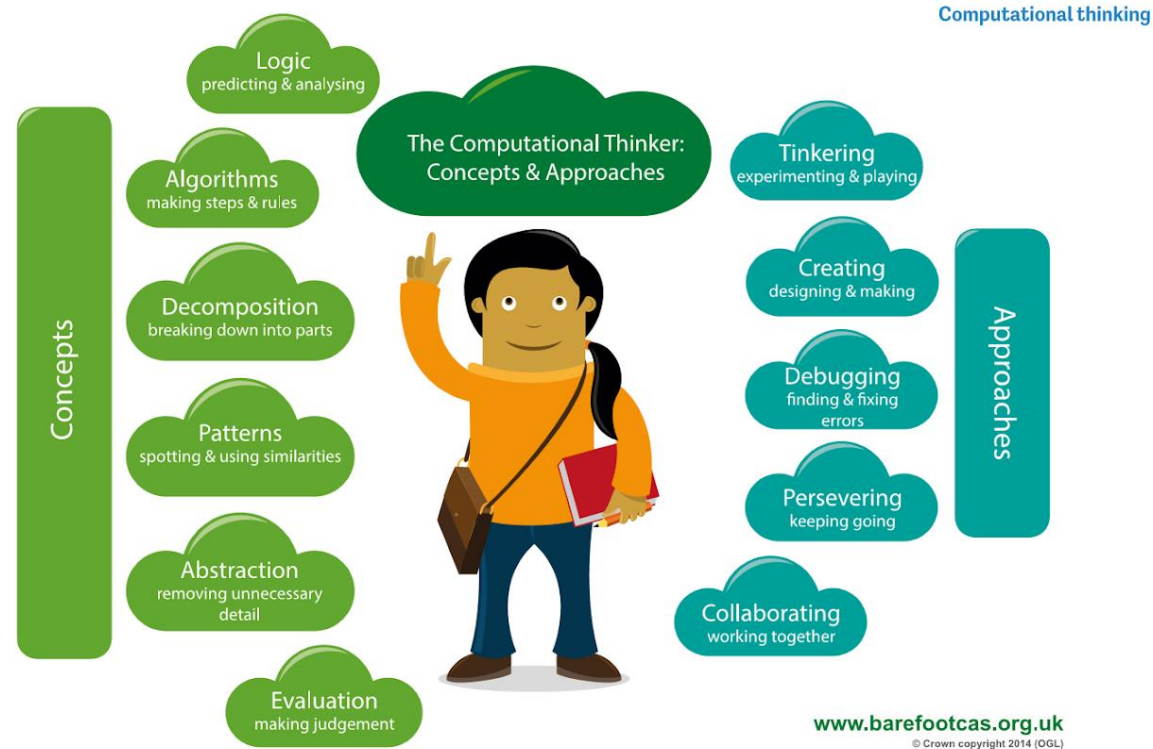 Computational thinking
The Computational Thinker:
Concepts & Approaches
Concepts
Logic
predicting & analysing
Algorithms
making steps & rules
Decomposition
breaking down into parts
Patterns
spotting & using similarities
Abstraction
removing unnecessary
detail
Evaluation
making judgement
Approaches
Tinkering
experimenting & playing
Creating
designing & making
Debugging
finding & fixing
errors
Persevering
keeping going
Collaborating
working together
www.barefootcas.org.uk
© Crown copyright 2014 (OGL)